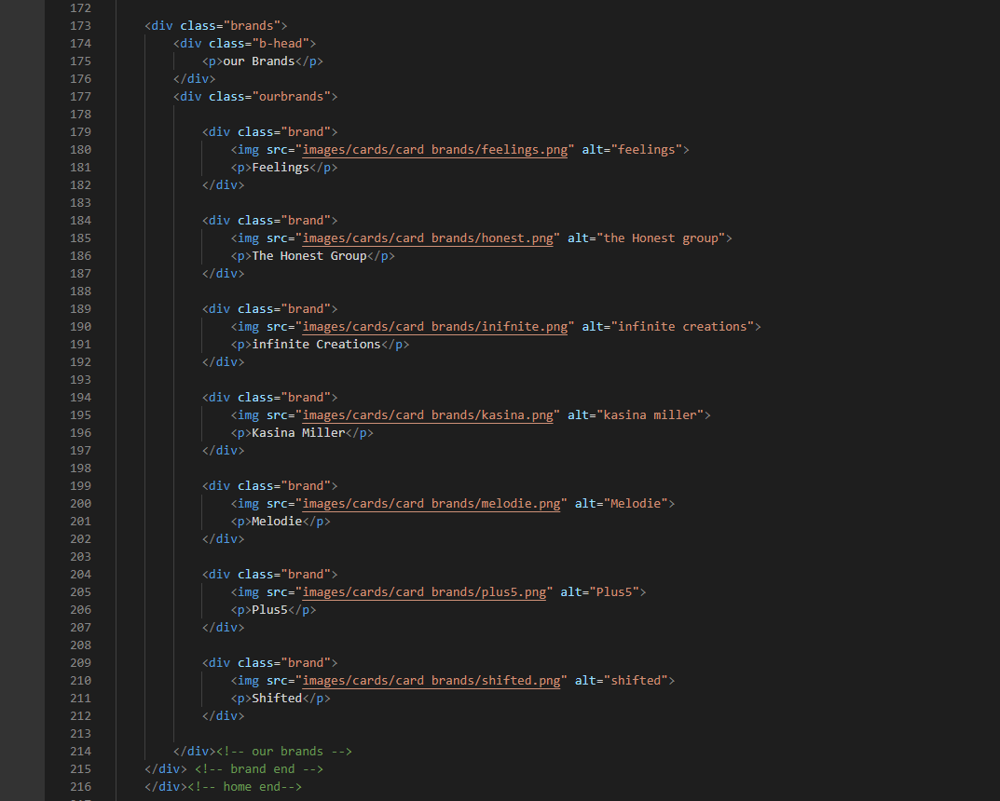 172
173 <div class="brands">
174 <div class="b-head">
175 <p>our Brands</p>
176 </div>
177 <div class="ourbrands">
178
179 <div class="brand">
180 <img src="images/cards/card brands/feelings.png" alt="feelings">
181 <p>Feelings</p>
182 </div>
183
184 <div class="brand">
185 <img src="images/cards/card brands/honest.png" alt="the Honest group">
186 <p>The Honest Group</p>
187 </div>
188
189 <div class="brand">
190 <img src="images/cards/card brands/inifnite.png" alt="infinite creations">
191 <p>infinite Creations</p>
192 </div>
193
194 <div class="brand">
195 <img src="images/cards/card brands/kasina.png" alt="kasina miller">
196 <p>Kasina Miller</p>
197 </div>
198
199 <div class="brand">
200 <img src="images/cards/card brands/melodie.png" alt="Melodie">
201 <p>Melodie</p>
202 </div>
203
204 <div class="brand">
205 <img src="images/cards/card brands/plus5.png" alt="Plus5">
206 <p>Plus5</p>
207 </div>
208
209 <div class="brand">
210 <img src="images/cards/card brands/shifted.png" alt="shifted">
211 <p>Shifted</p>
212 </div>
213
214 </div><!-- our brands -->
215 </div> <!-- brand end -->
216 </div><!-- home end-->